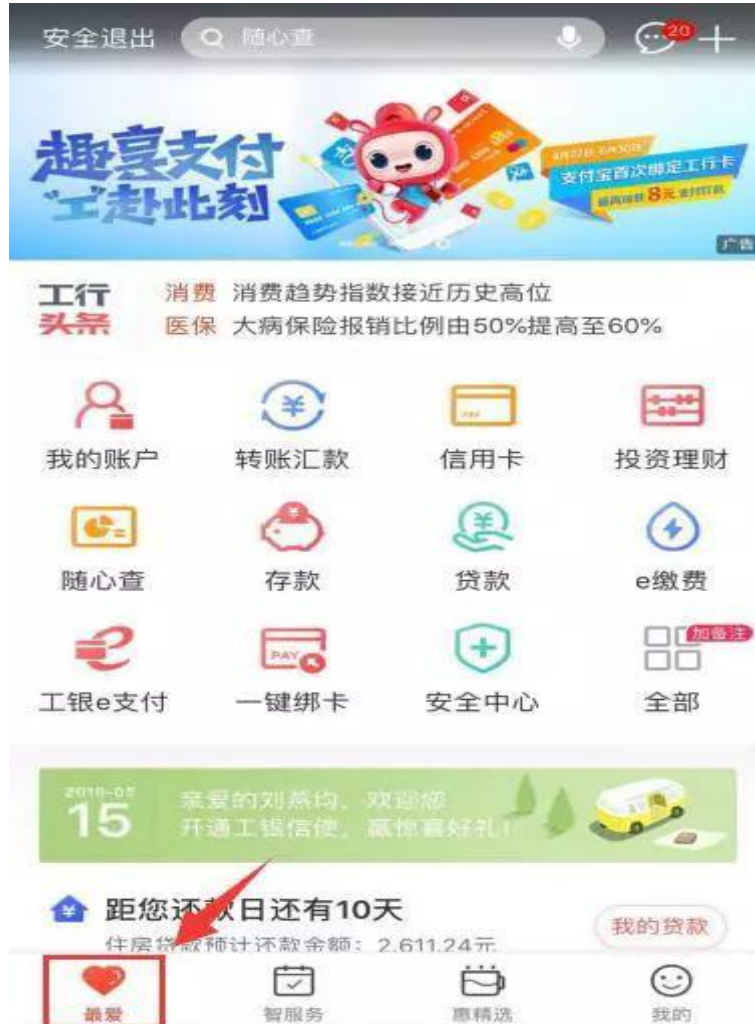 安全退出
随心查
20
趣享支付
“工”赴此刻
支付宝首次绑定工行卡
广告
工行
头条
消费 消费趋势指数接近历史高位
医保 大病保险报销比例由50%提高至60%
我的账户 转账汇款 信用卡 投资理财
随心查 存款 贷款 e缴费
PAY
加备注
工银e支付 一键绑卡 安全中心 全部
15
亲爱的刘燕均，欢迎您
开通工银信使，赢惊喜好礼！
距您还款日还有10天
住房贷款预计还款金额：2,611.24元
我的贷款
最爱 智服务 惠精选 我的